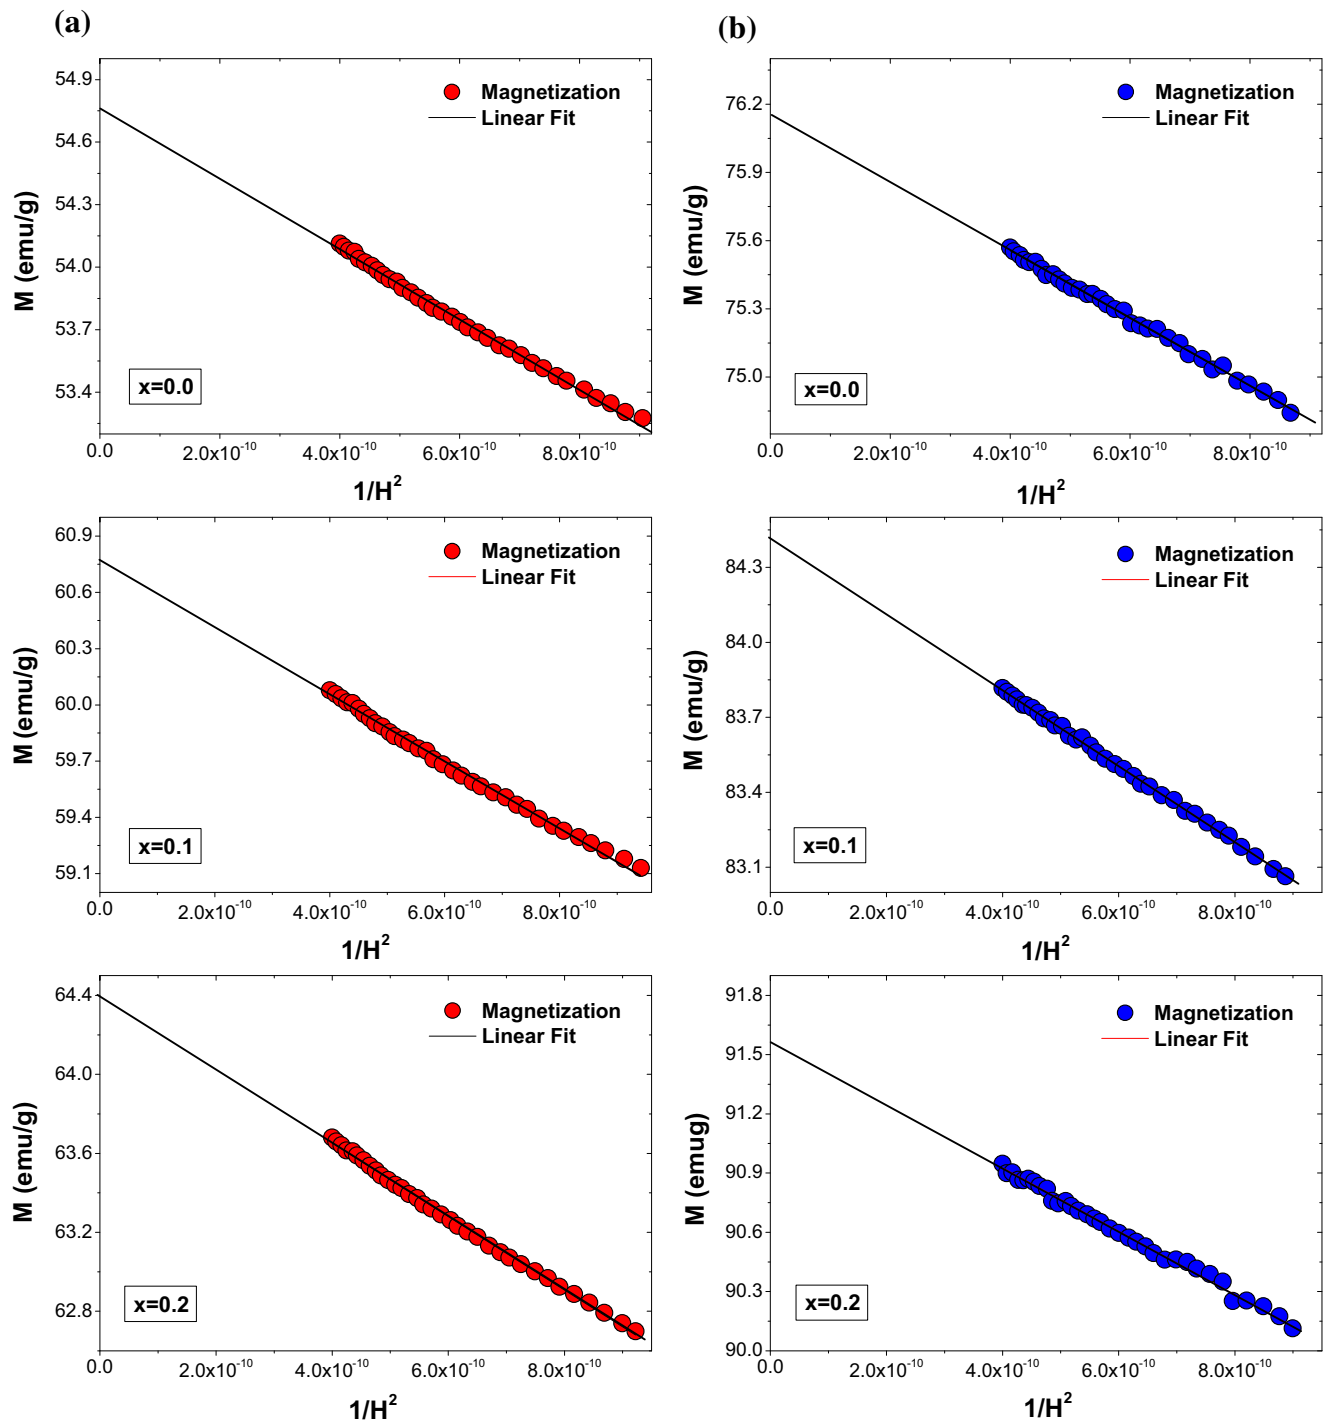 (a)
54.9
54.6
54.3
54.0
53.7
53.4
M (emu/g)
Magnetization
Linear Fit
x=0.0
0.0 2.0x10⁻¹⁰ 4.0x10⁻¹⁰ 6.0x10⁻¹⁰ 8.0x10⁻¹⁰
1/H²
60.9
60.6
60.3
60.0
59.7
59.4
59.1
M (emu/g)
Magnetization
Linear Fit
x=0.1
0.0 2.0x10⁻¹⁰ 4.0x10⁻¹⁰ 6.0x10⁻¹⁰ 8.0x10⁻¹⁰
1/H²
64.4
64.0
63.6
63.2
62.8
M (emu/g)
Magnetization
Linear Fit
x=0.2
0.0 2.0x10⁻¹⁰ 4.0x10⁻¹⁰ 6.0x10⁻¹⁰ 8.0x10⁻¹⁰
1/H²
(b)
76.2
75.9
75.6
75.3
75.0
M (emu/g)
Magnetization
Linear Fit
x=0.0
0.0 2.0x10⁻¹⁰ 4.0x10⁻¹⁰ 6.0x10⁻¹⁰ 8.0x10⁻¹⁰
1/H²
84.3
84.0
83.7
83.4
83.1
M (emu/g)
Magnetization
Linear Fit
x=0.1
0.0 2.0x10⁻¹⁰ 4.0x10⁻¹⁰ 6.0x10⁻¹⁰ 8.0x10⁻¹⁰
1/H²
91.8
91.5
91.2
90.9
90.6
90.3
90.0
M (emug)
Magnetization
Linear Fit
x=0.2
0.0 2.0x10⁻¹⁰ 4.0x10⁻¹⁰ 6.0x10⁻¹⁰ 8.0x10⁻¹⁰
1/H²